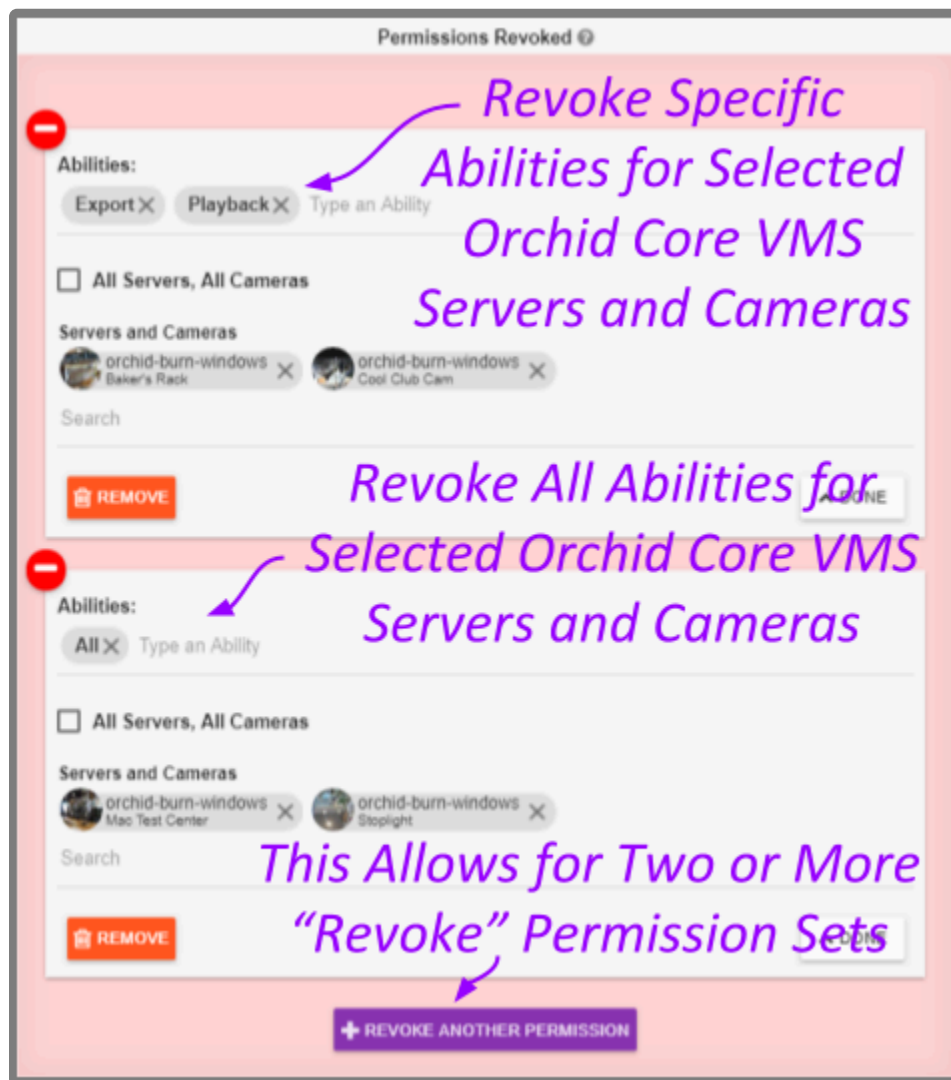 Permissions Revoked
Revoke Specific
Abilities for Selected
Orchid Core VMS
Servers and Cameras
Abilities:
Export Playback Type an Ability
All Servers, All Cameras
Servers and Cameras
orchid-burn-windows orchid-burn-windows
Baker's Rack Cool Club Cam
Search
Revoke All Abilities for
Selected Orchid Core VMS
Servers and Cameras
REMOVE DONE
Abilities:
All Type an Ability
All Servers, All Cameras
Servers and Cameras
orchid-burn-windows orchid-burn-windows
Mac Test Center Stoplight
Search
This Allows for Two or More
“Revoke” Permission Sets
REMOVE DONE
REVOKE ANOTHER PERMISSION